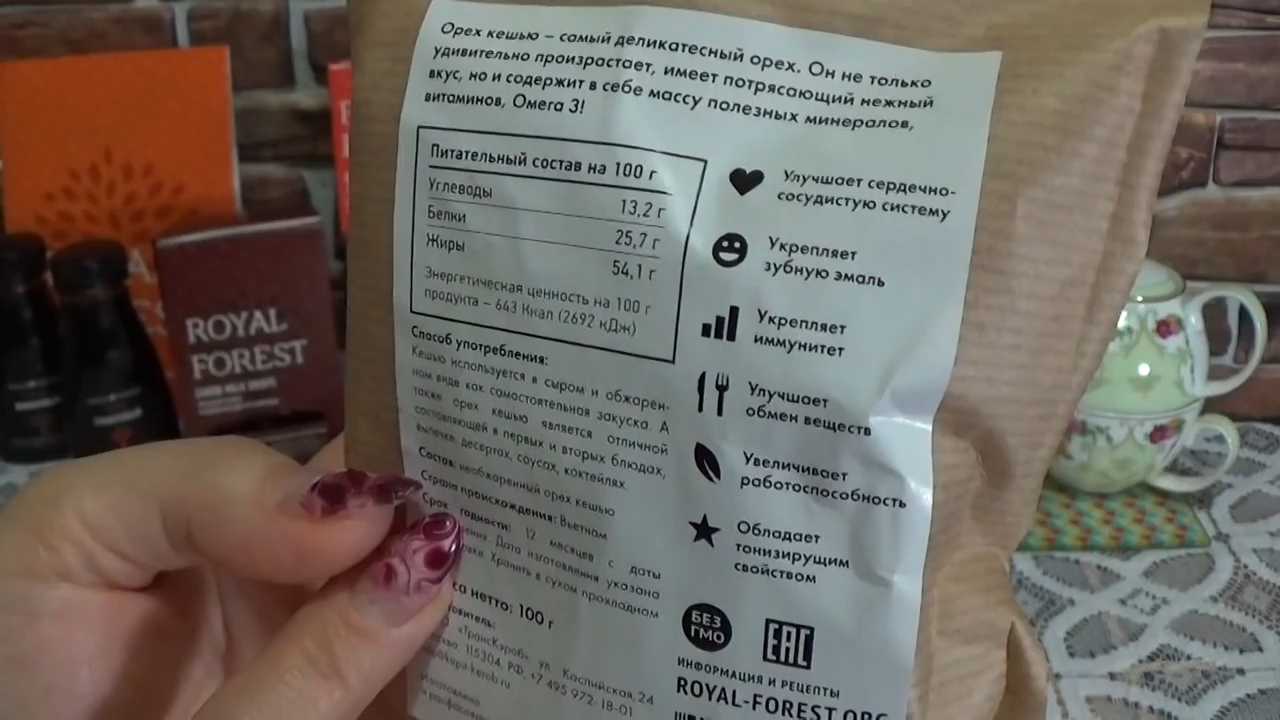 Орех кешью – самый деликатесный орех. Он не только
удивительно произрастает, имеет потрясающий нежный
вкус, но и содержит в себе массу полезных минералов,
витаминов, Омега 3!
Питательный состав на 100 г
Углеводы 13,2 г
Белки 25,7 г
Жиры 54,1 г
Энергетическая ценность на 100 г
продукта – 643 Ккал (2692 кДж)
Способ употребления:
Кешью используется в сыром и обжарен-
ном виде как самостоятельная закуска. А
также орех кешью является отличной
составляющей в первых и вторых блюдах,
выпечке, десертах, соусах, коктейлях.
Состав: необжаренный орех кешью
Страна происхождения: Вьетнам
Срок годности: 12 месяцев с даты
Дата изготовления указана
Хранить в сухом прохладном
нетто: 100 г
«ТрансКэроб» ул. Каспийская, 24
115304, РФ, +7 495 972-18-01
Изготовлено
Улучшает сердечно-
сосудистую систему
Укрепляет
зубную эмаль
Укрепляет
иммунитет
Улучшает
обмен веществ
Увеличивает
работоспособность
Обладает
тонизирущим
свойством
БЕЗ
ГМО
EAC
ИНФОРМАЦИЯ И РЕЦЕПТЫ
ROYAL-FOREST.ORG
ROYAL
FOREST